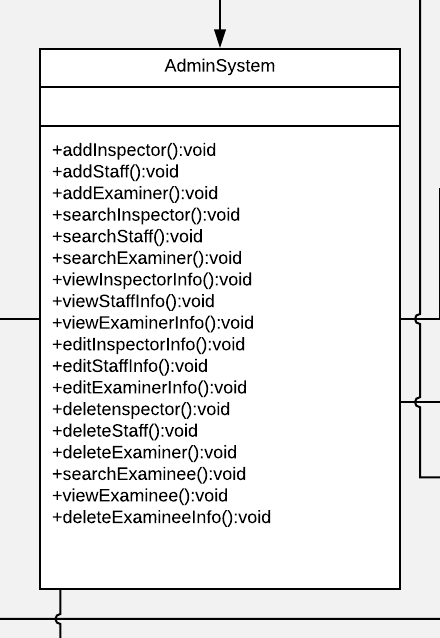 AdminSystem
+addInspector():void
+addStaff():void
+addExaminer():void
+searchInspector():void
+searchStaff():void
+searchExaminer():void
+viewInspectorInfo():void
+viewStaffInfo():void
+viewExaminerInfo():void
+editInspectorInfo():void
+editStaffInfo():void
+editExaminerInfo():void
+deletenspector():void
+deleteStaff():void
+deleteExaminer():void
+searchExaminee():void
+viewExaminee():void
+deleteExamineeInfo():void